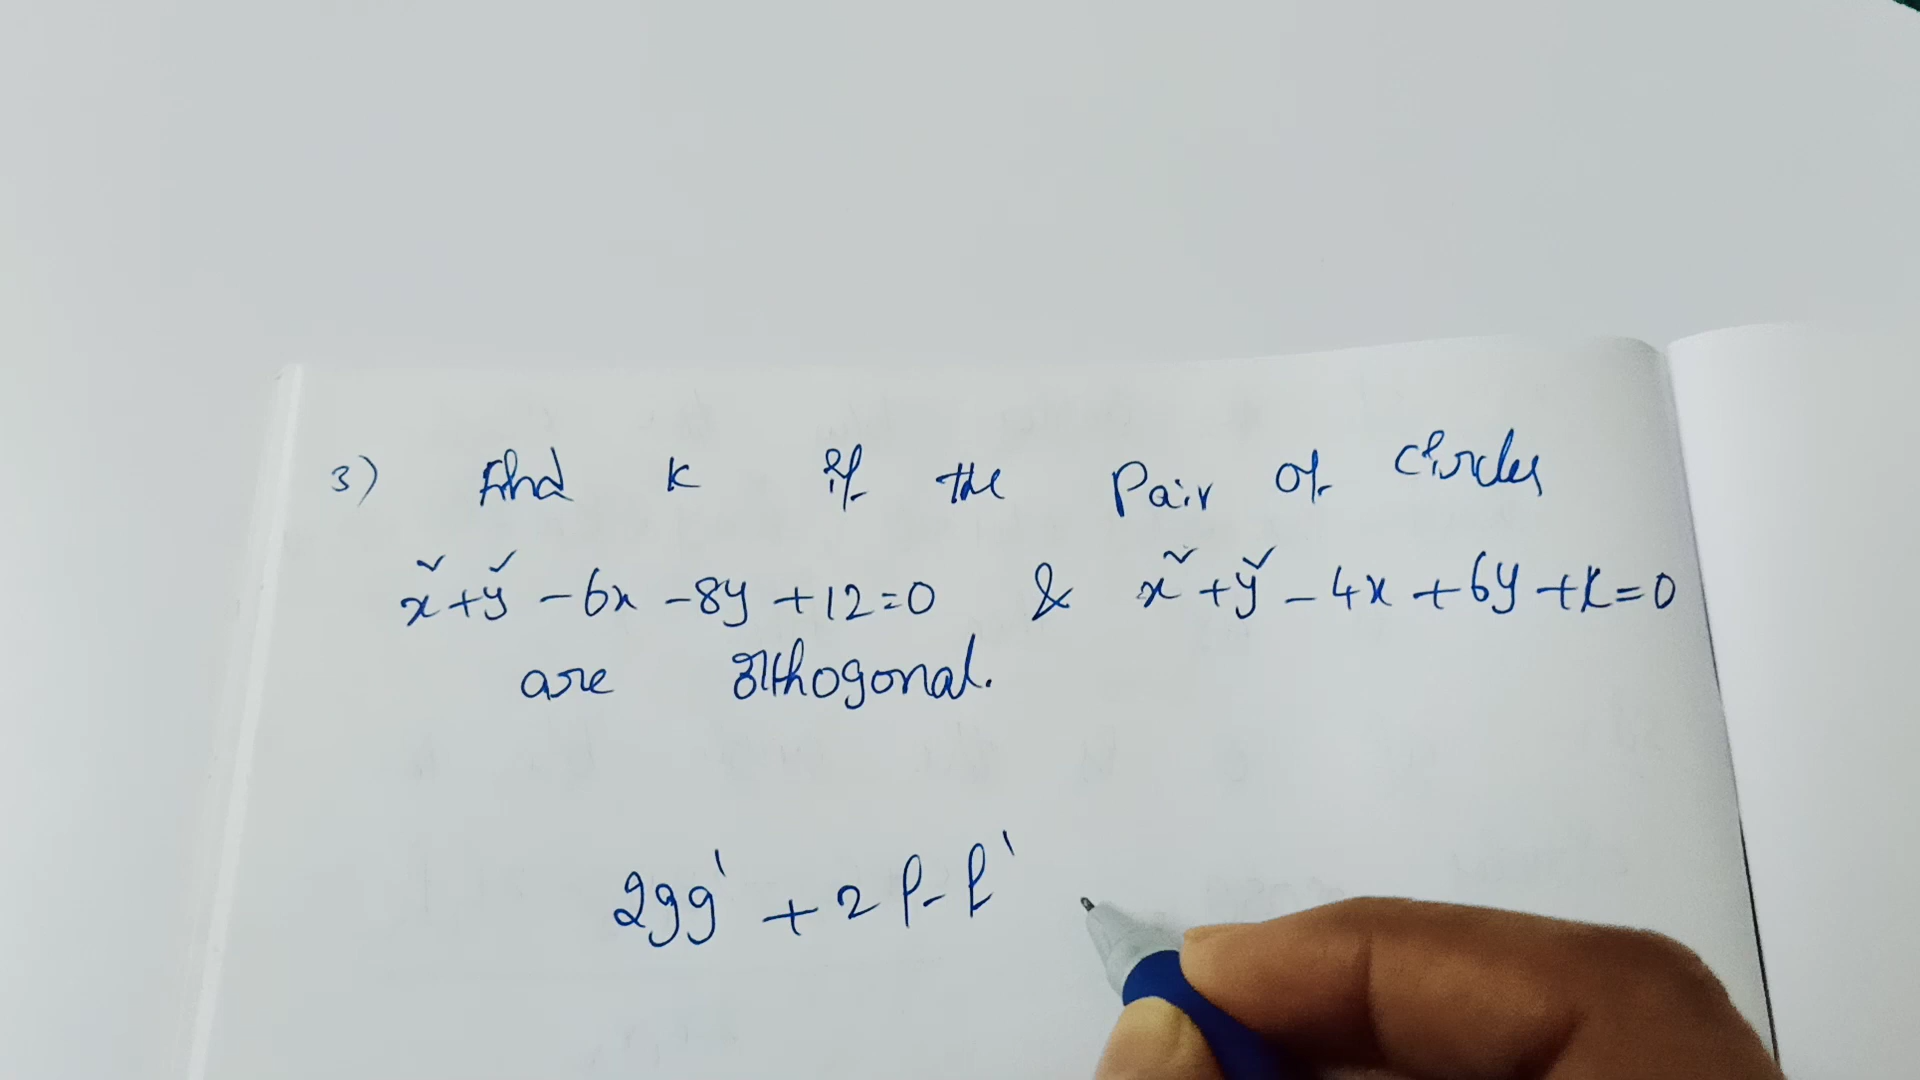 3) Find k if the pair of circles
x²+y²-6x-8y+12=0 & x²+y²-4x+6y+k=0
are orthogonal.
2gg' + 2ff'